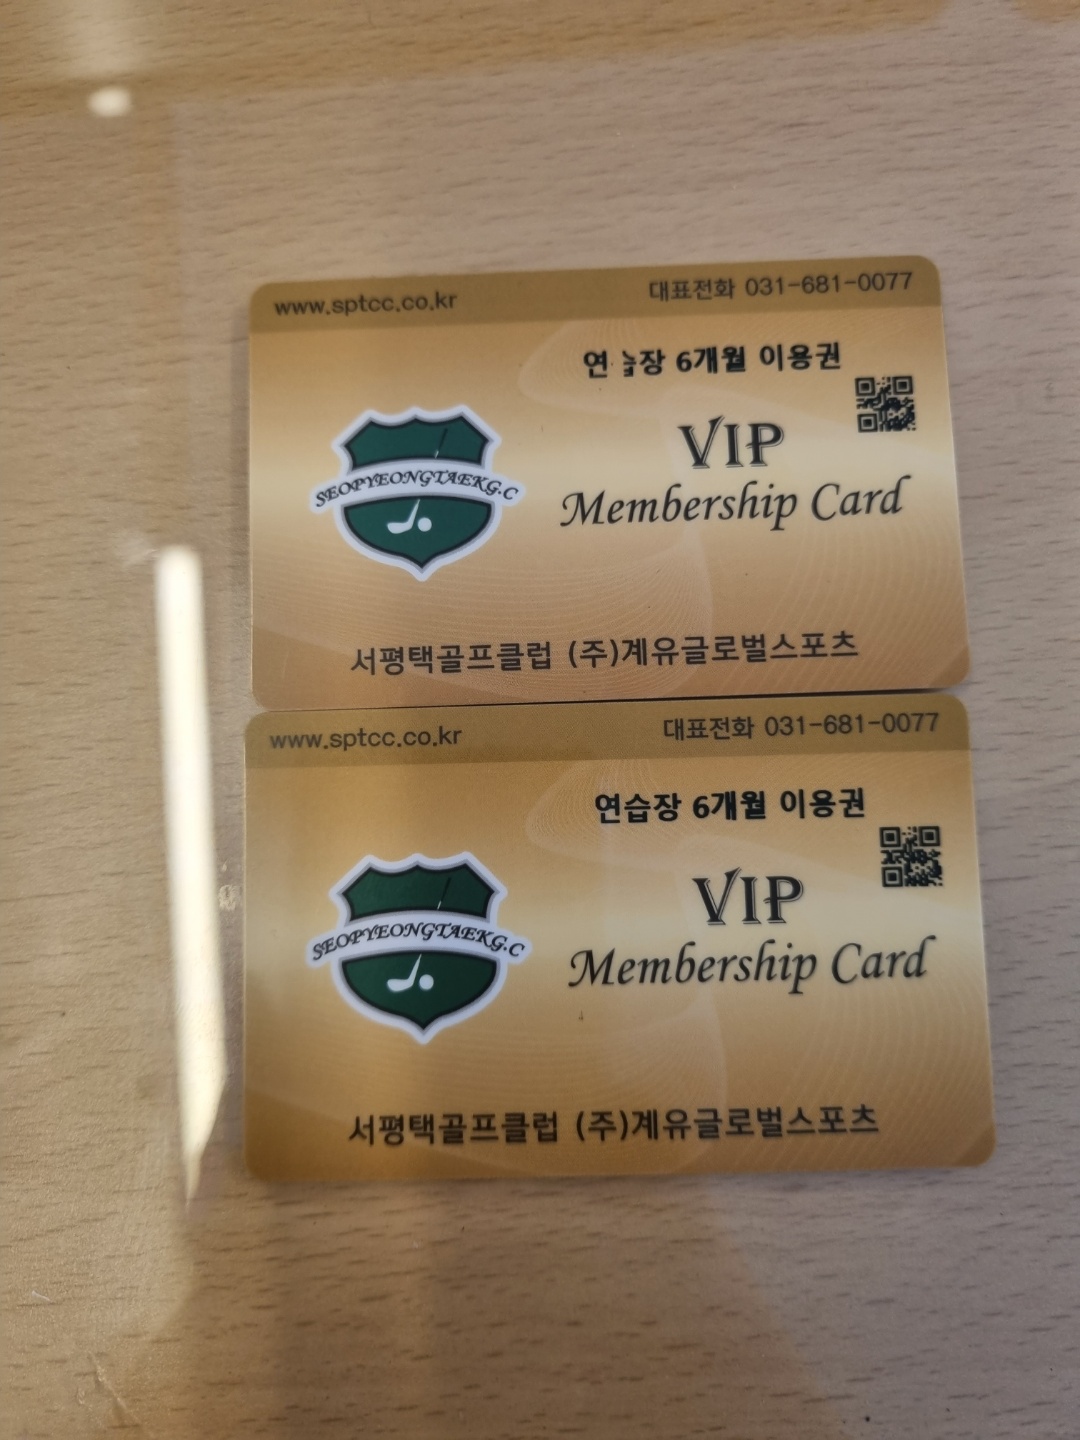 www.sptcc.co.kr
대표전화 031-681-0077
장 6개월 이용권
VIP
SEOPYEONGTAEKG.C
Membership Card
서평택골프클럽 (주)계유글로벌스포츠
www.sptcc.co.kr
대표전화 031-681-0077
연습장 6개월 이용권
VIP
SEOPYEONGTAEKG.C
Membership Card
서평택골프클럽 (주)계유글로벌스포츠